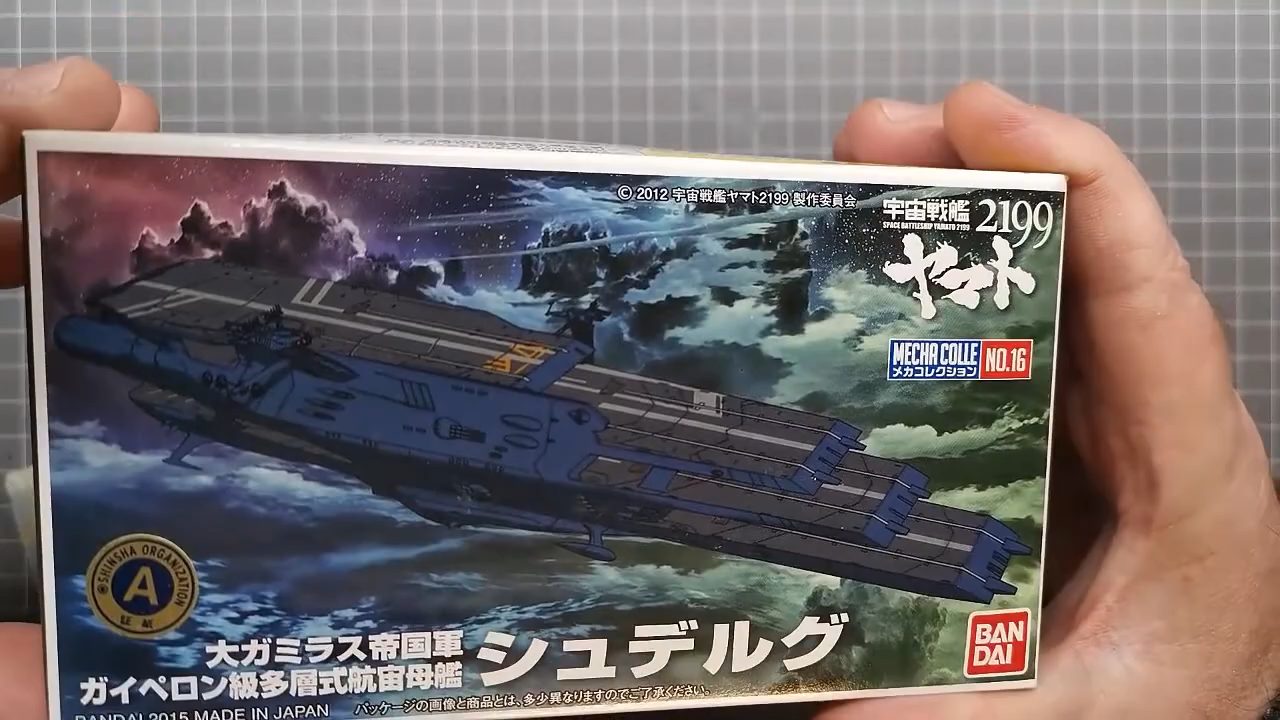 © 2012 宇宙戦艦ヤマト2199 製作委員会
宇宙戦艦 2199
SPACE BATTLESHIP YAMATO 2199
ヤマト
MECHA COLLE NO.16
メカコレクション
SHINSHA ORGANIZATION
A
大ガミラス帝国軍
ガイペロン級多層式航宙母艦
シュデルグ
BAN
DAI
BANDAI 2015 MADE IN JAPAN
パッケージの画像と商品とは、多少異なりますのでご了承ください。